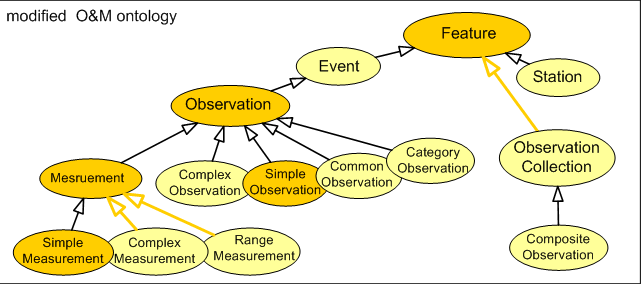 modified O&M ontology
Feature
Event
Station
Observation
Observation
Collection
Category
Observation
Common
Observation
Simple
Observation
Complex
Observation
Mesruement
Simple
Measurement
Complex
Measurement
Range
Measurement
Composite
Observation